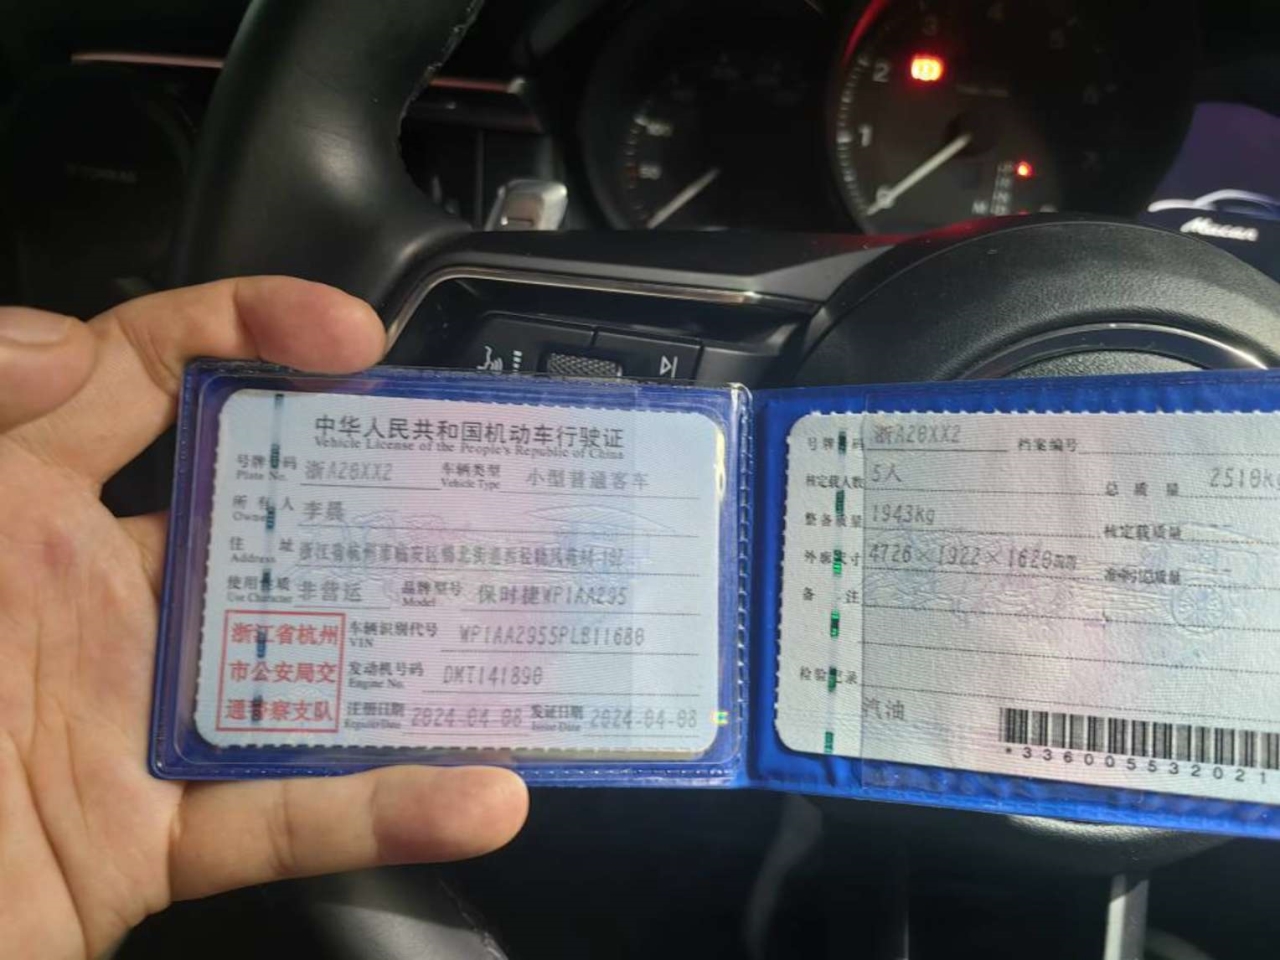 3
4
2
1
0
50
Macan
中华人民共和国机动车行驶证
Vehicle License of the People's Republic of China
号牌号码 浙A20XX2 车辆类型 小型普通客车
Plate No. Vehicle Type
所有人 李晨
Owner
住址
Address
使用性质 非营运 品牌型号 保时捷WP1AA295
Use Character Model
浙江省杭州
市公安局交
通警察支队
车辆识别代号 WP1AA2955PLB11680
VIN
发动机号码 DMT141890
Engine No.
注册日期 2024-04-08 发证日期 2024-04-08
Register Date Issue Date
号牌号码 浙A20XX2 档案编号
核定载人数 5人 总质量 2510kg
整备质量 1943kg 核定载质量 --
外廓尺寸 4726×1922×1620mm 准牵引总质量 --
备注
检验记录
汽油
*3360055532021